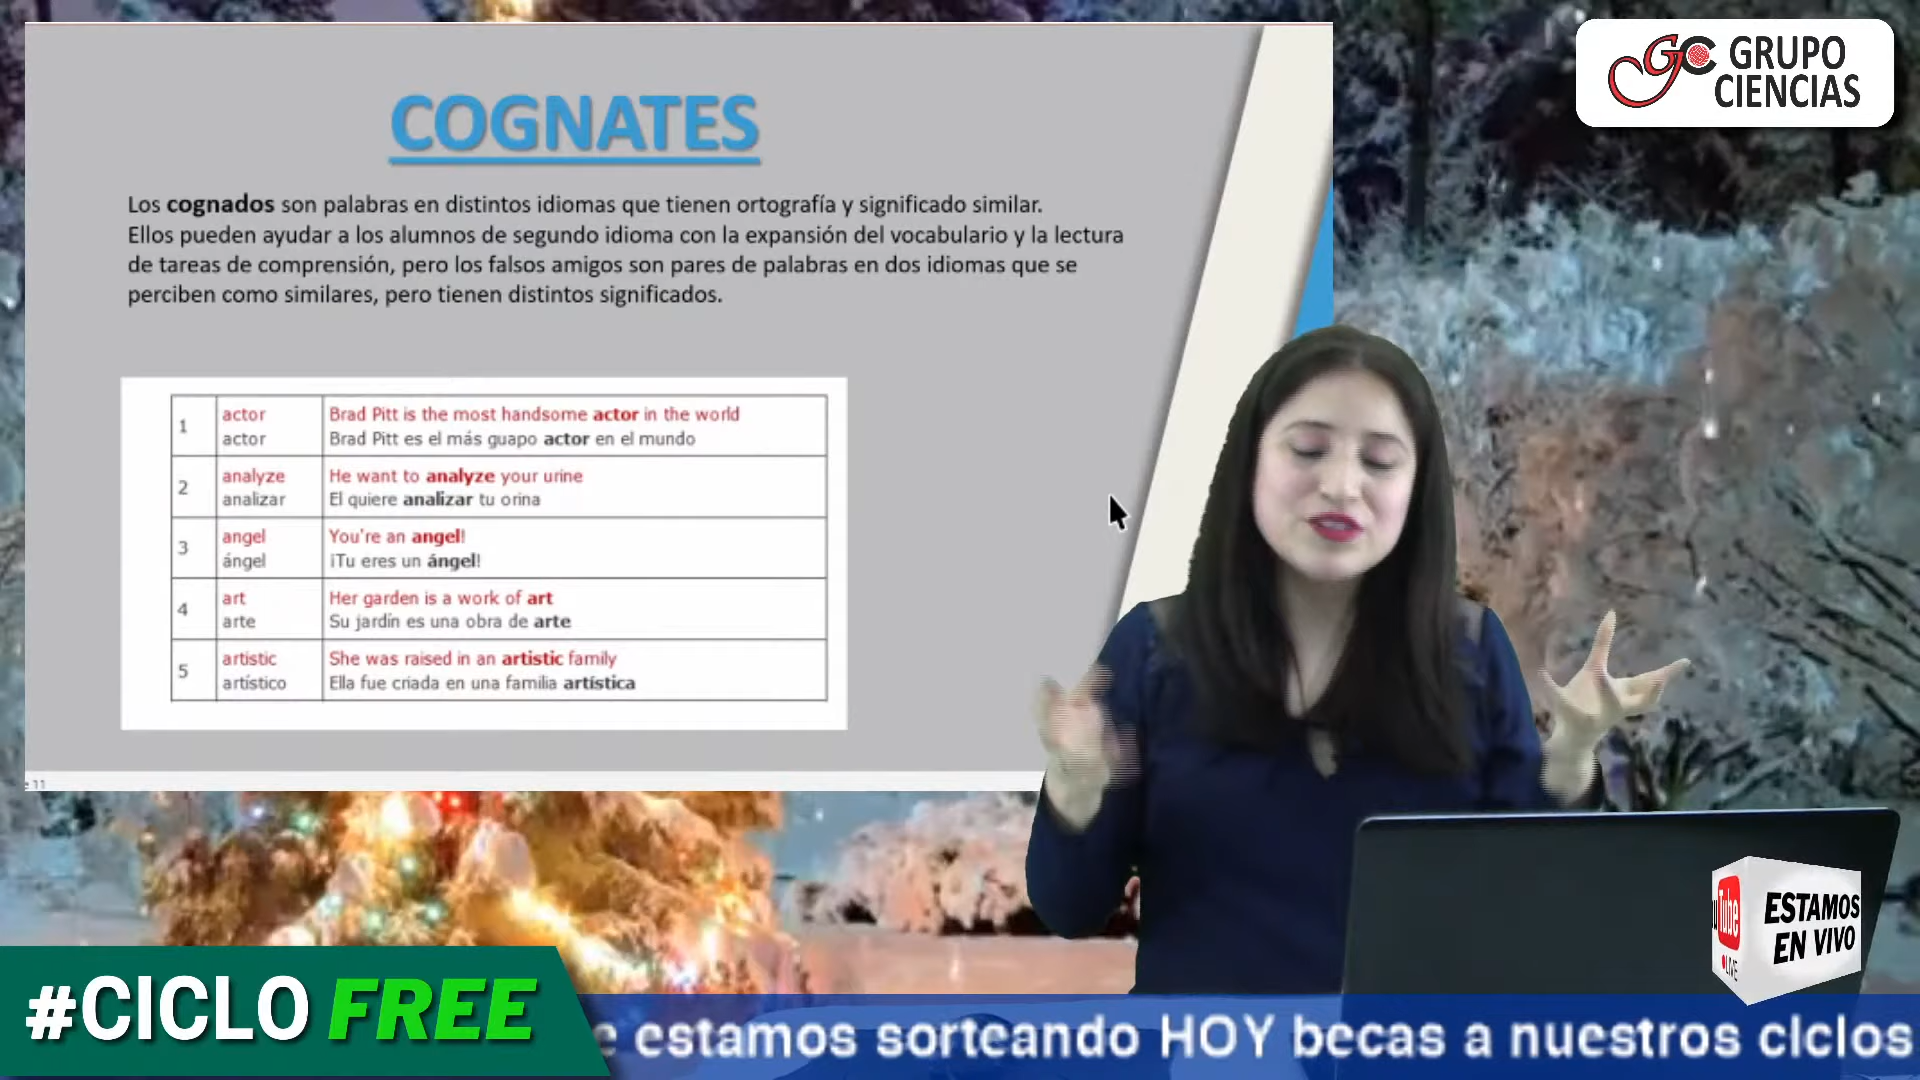 GRUPO
CIENCIAS
COGNATES
Los cognados son palabras en distintos idiomas que tienen ortografía y significado similar.
Ellos pueden ayudar a los alumnos de segundo idioma con la expansión del vocabulario y la lectura
de tareas de comprensión, pero los falsos amigos son pares de palabras en dos idiomas que se
perciben como similares, pero tienen distintos significados.
1 actor Brad Pitt is the most handsome actor in the world
actor Brad Pitt es el más guapo actor en el mundo
2 analyze He want to analyze your urine
analizar El quiere analizar tu orina
3 angel You're an angel!
ángel ¡Tu eres un ángel!
4 art Her garden is a work of art
arte Su jardín es una obra de arte
5 artistic She was raised in an artistic family
artístico Ella fue criada en una familia artística
11
Tube
LIVE
ESTAMOS
EN VIVO
#CICLO FREE
estamos sorteando HOY becas a nuestros ciclos